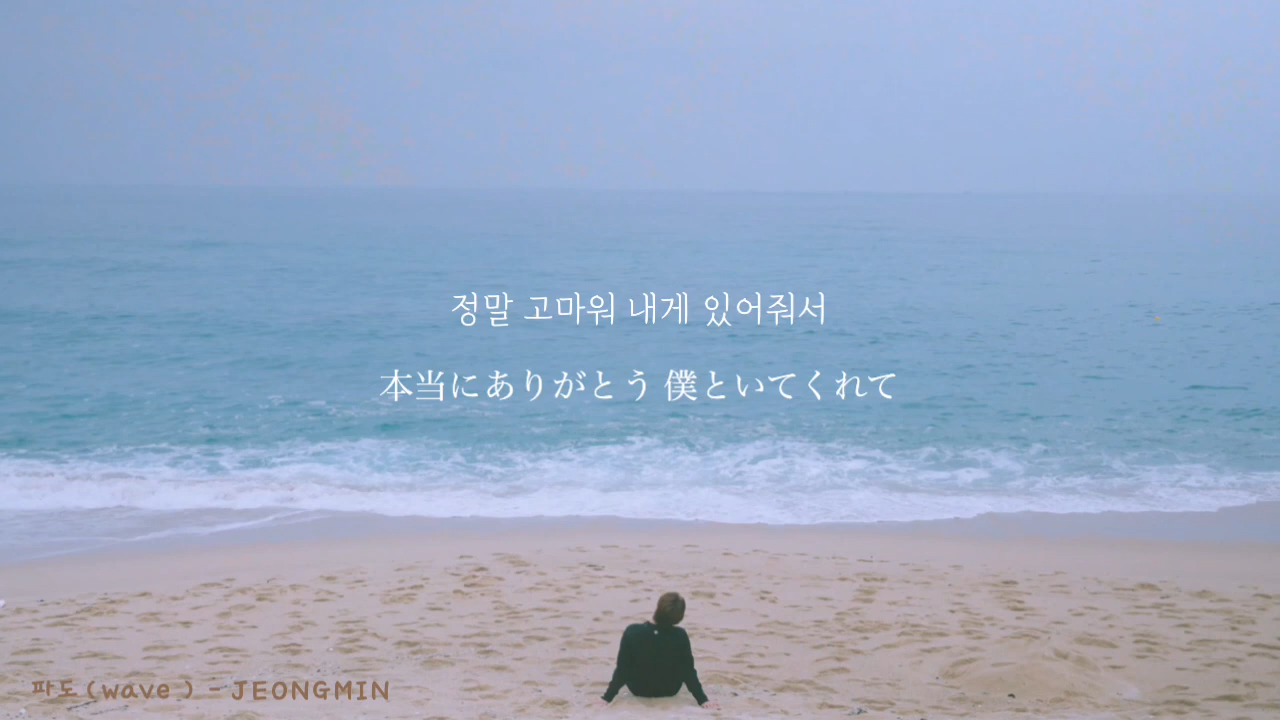 정말 고마워 내게 있어줘서
本当にありがとう 僕といてくれて
파도 (wave) - JEONGMIN